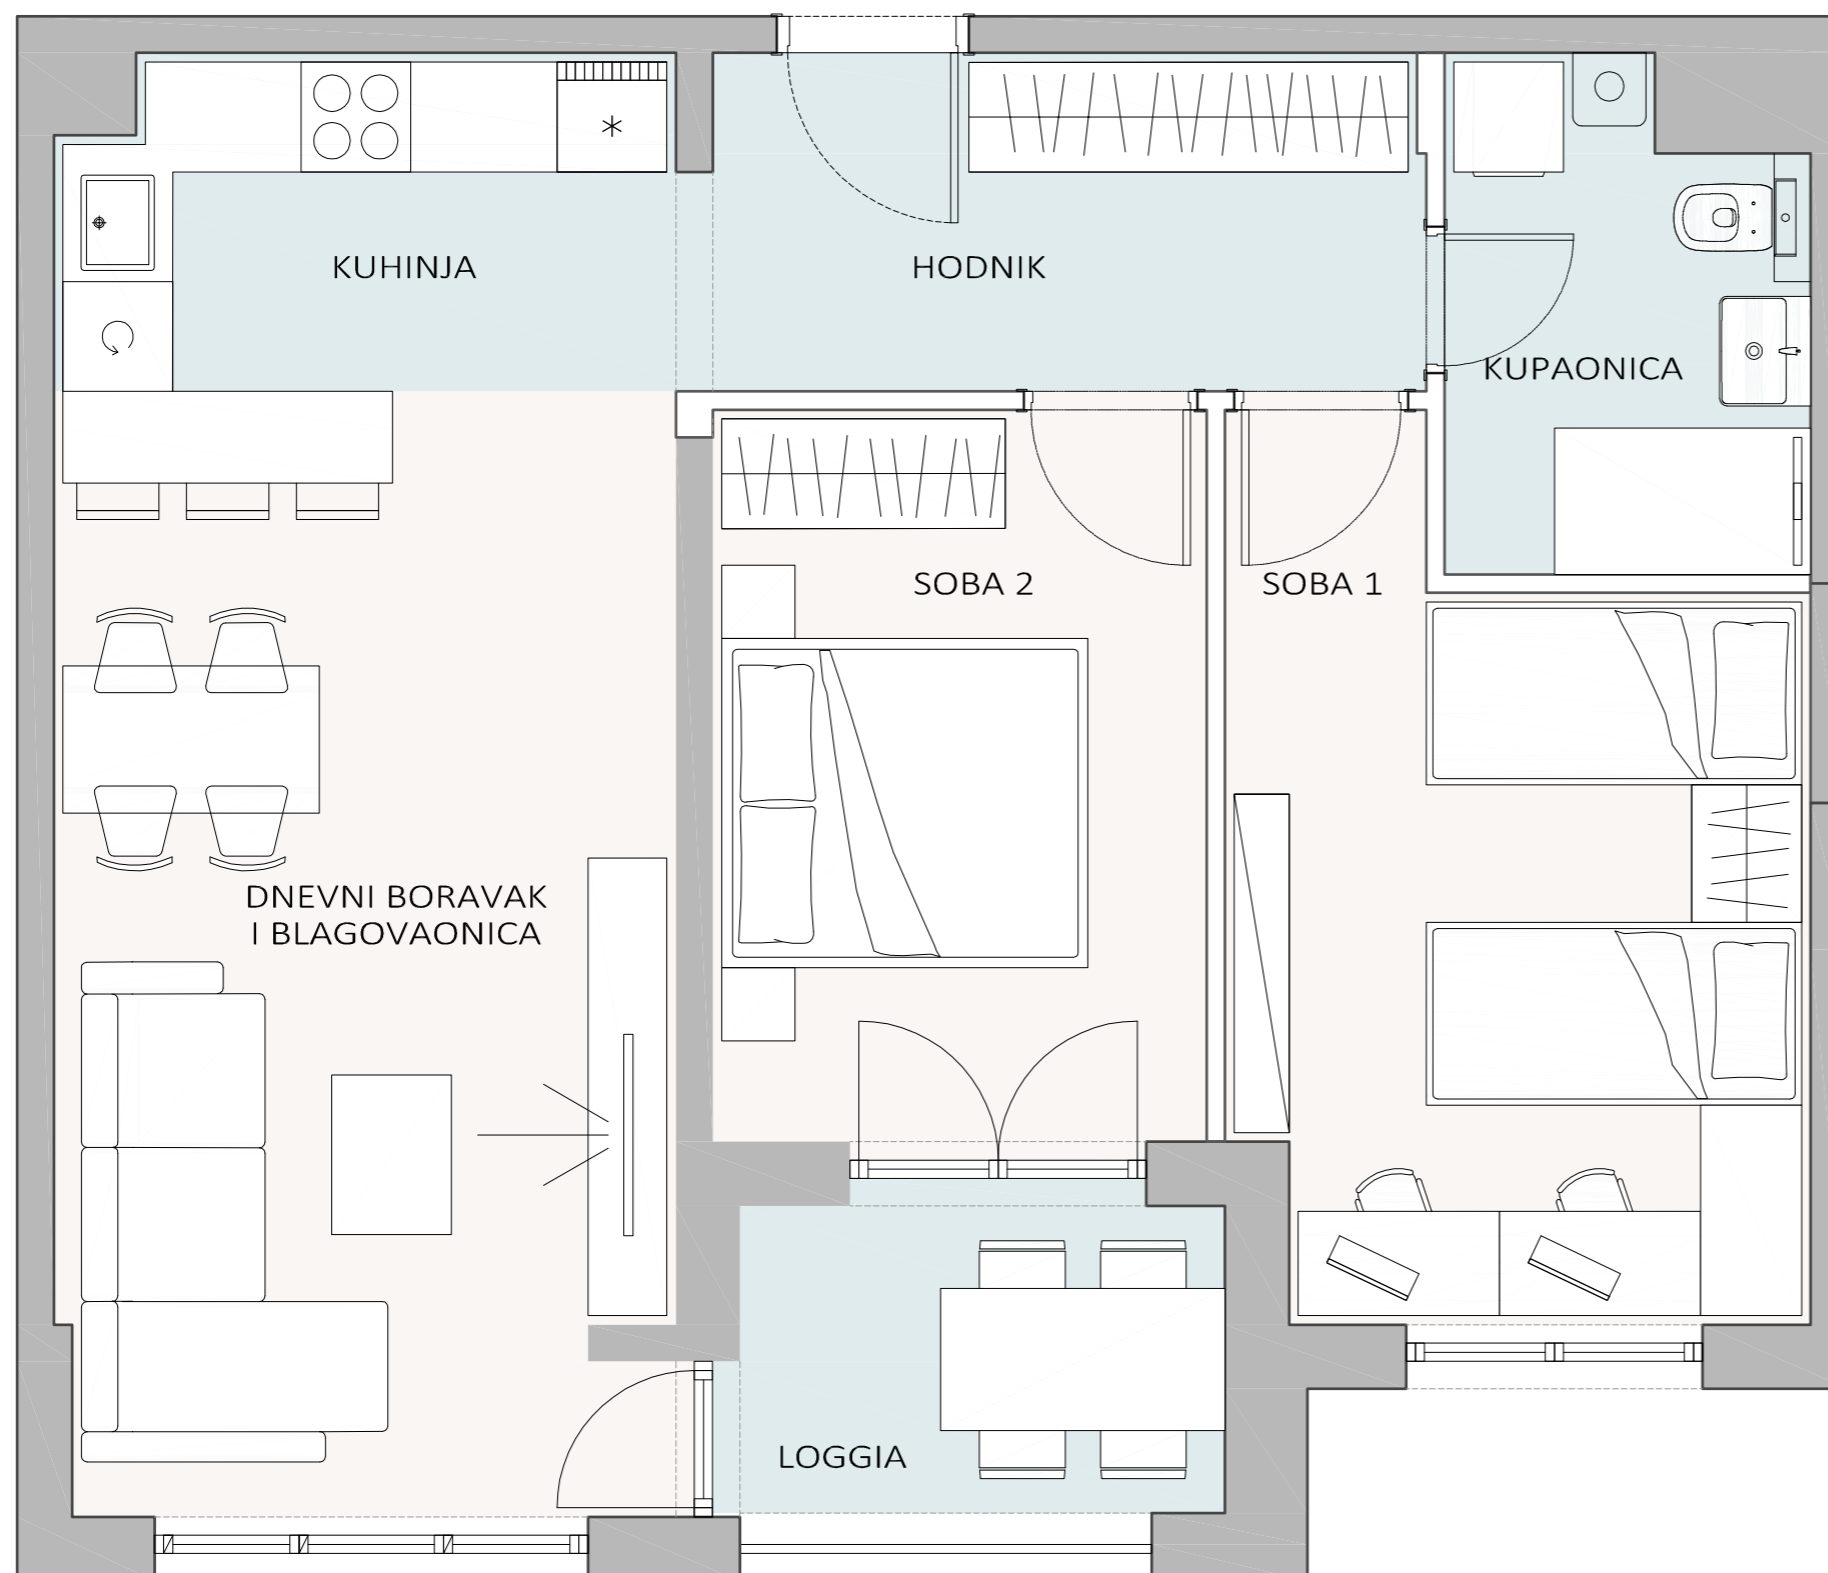 KUHINJA
HODNIK
KUPAONICA
SOBA 2
SOBA 1
DNEVNI BORAVAK
I BLAGOVAONICA
LOGGIA